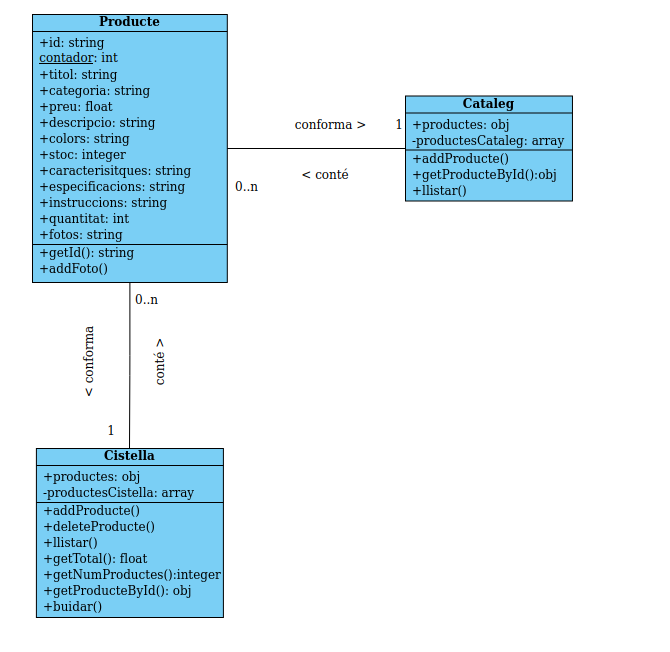 Producte
+id: string
contador: int
+titol: string
+categoria: string
+preu: float
+descripcio: string
+colors: string
+stoc: integer
+caracterisitques: string
+especificacions: string
+instruccions: string
+quantitat: int
+fotos: string
+getId(): string
+addFoto()
conforma >
1
< conté
0..n
Cataleg
+productes: obj
-productesCataleg: array
+addProducte()
+getProducteById():obj
+llistar()
0..n
< conforma
conté >
1
Cistella
+productes: obj
-productesCistella: array
+addProducte()
+deleteProducte()
+llistar()
+getTotal(): float
+getNumProductes():integer
+getProducteById(): obj
+buidar()